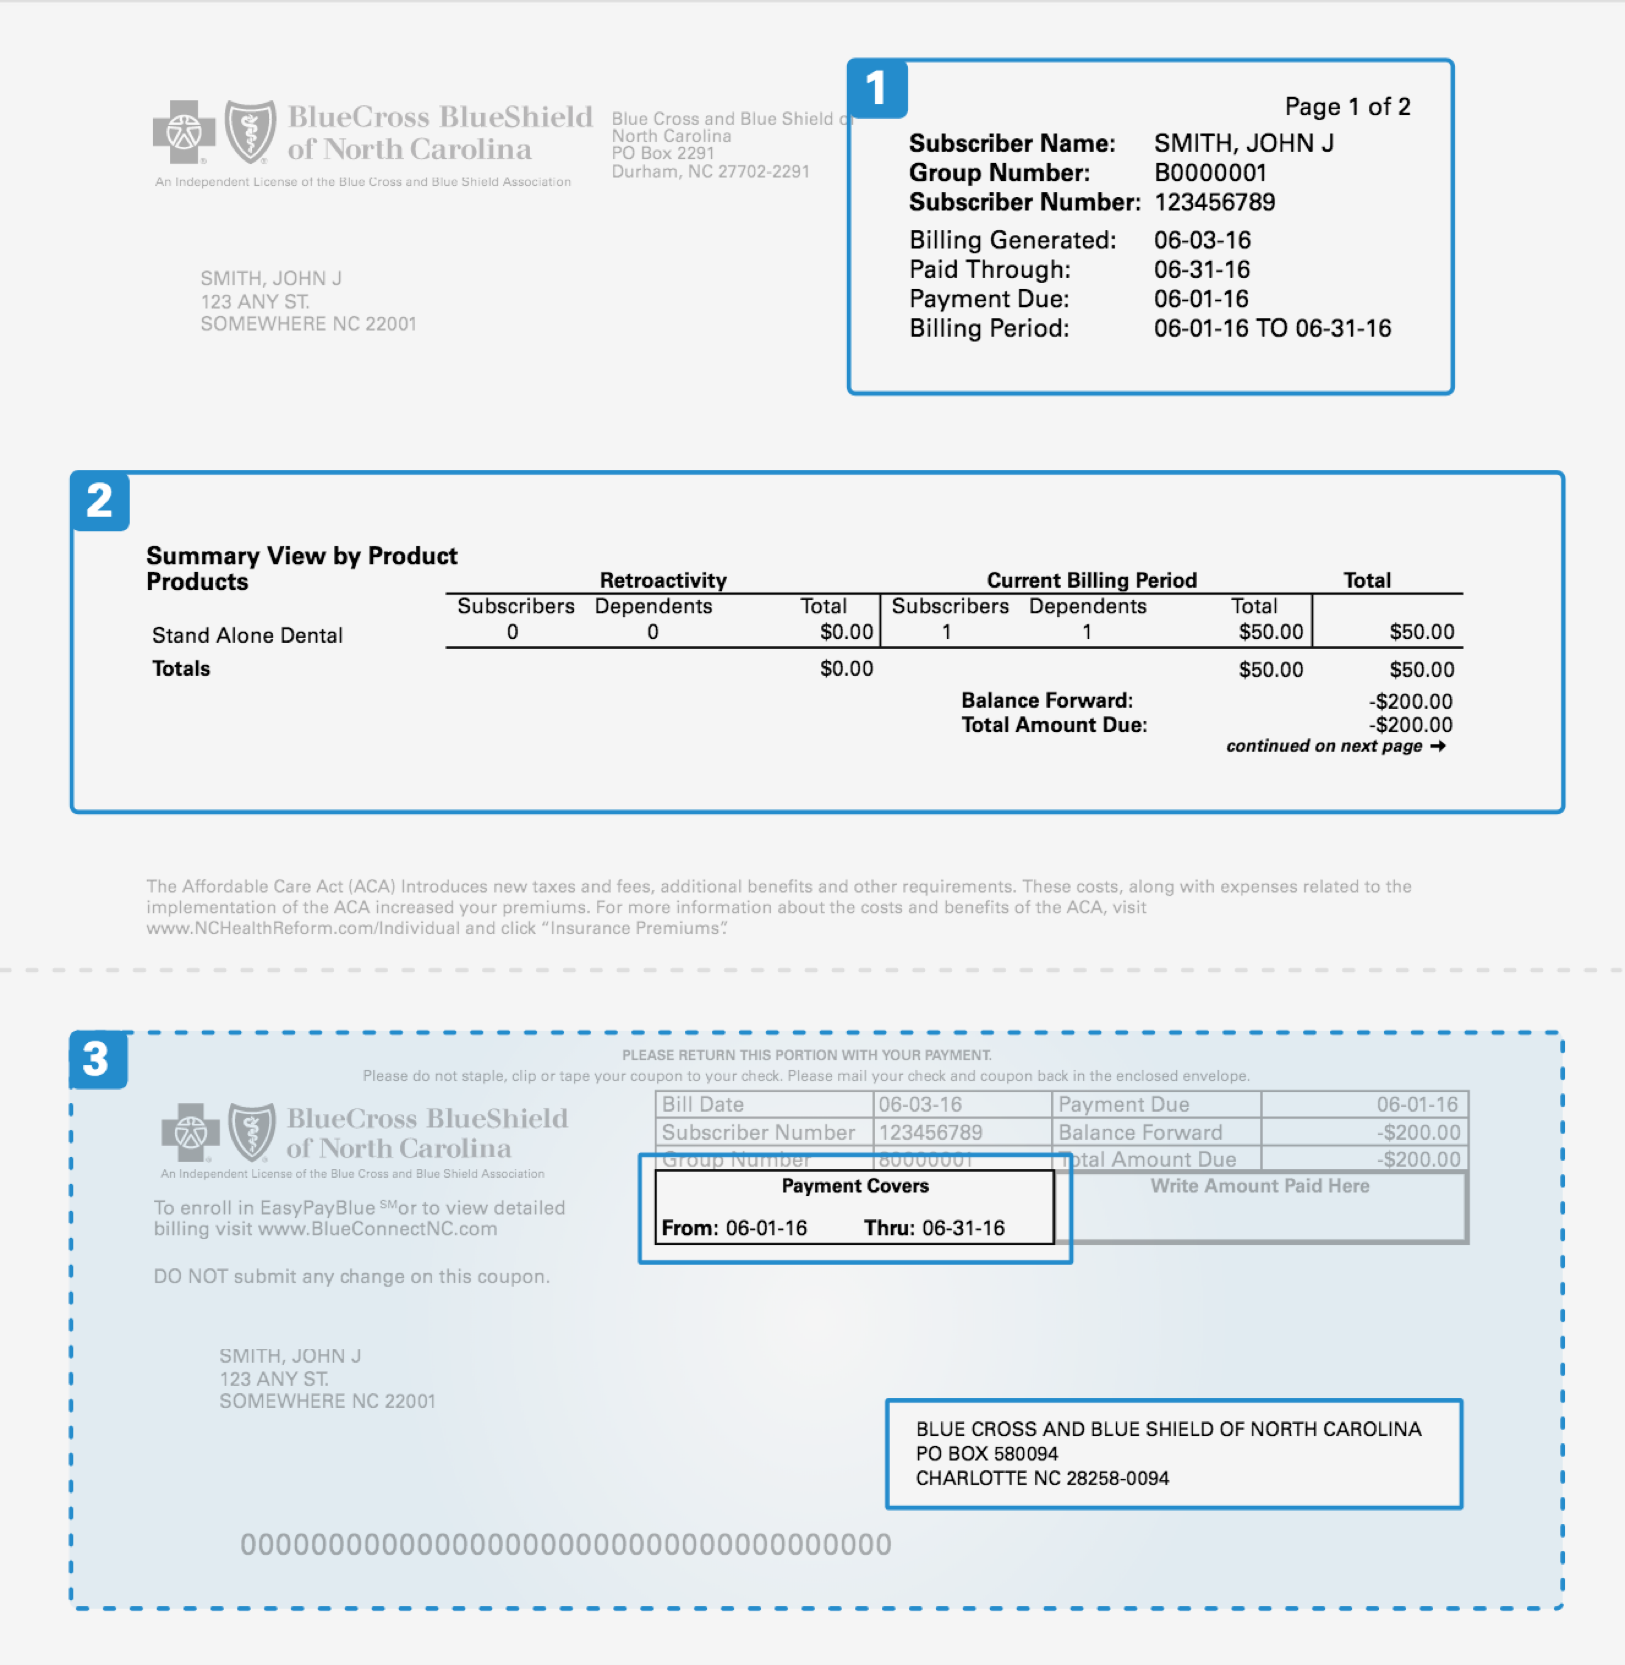 1
Page 1 of 2
BlueCross BlueShield
of North Carolina
An Independent License of the Blue Cross and Blue Shield Association
Blue Cross and Blue Shield of
North Carolina
PO Box 2291
Durham, NC 27702-2291
Subscriber Name: SMITH, JOHN J
Group Number: B0000001
Subscriber Number: 123456789
Billing Generated: 06-03-16
Paid Through: 06-31-16
Payment Due: 06-01-16
Billing Period: 06-01-16 TO 06-31-16
SMITH, JOHN J
123 ANY ST.
SOMEWHERE NC 22001
2
Summary View by Product
Products Retroactivity Current Billing Period Total
Subscribers Dependents Total Subscribers Dependents Total
Stand Alone Dental 0 0 $0.00 1 1 $50.00 $50.00
Totals $0.00 $50.00 $50.00
Balance Forward: -$200.00
Total Amount Due: -$200.00
continued on next page →
The Affordable Care Act (ACA) Introduces new taxes and fees, additional benefits and other requirements. These costs, along with expenses related to the
implementation of the ACA increased your premiums. For more information about the costs and benefits of the ACA, visit
www.NCHealthReform.com/Individual and click “Insurance Premiums”.
3
PLEASE RETURN THIS PORTION WITH YOUR PAYMENT.
Please do not staple, clip or tape your coupon to your check. Please mail your check and coupon back in the enclosed envelope.
BlueCross BlueShield
of North Carolina
An Independent License of the Blue Cross and Blue Shield Association
To enroll in EasyPayBlue SM or to view detailed
billing visit www.BlueConnectNC.com
DO NOT submit any change on this coupon.
Bill Date 06-03-16 Payment Due 06-01-16
Subscriber Number 123456789 Balance Forward -$200.00
Group Number 80000001 Total Amount Due -$200.00
Payment Covers Write Amount Paid Here
From: 06-01-16 Thru: 06-31-16
SMITH, JOHN J
123 ANY ST.
SOMEWHERE NC 22001
BLUE CROSS AND BLUE SHIELD OF NORTH CAROLINA
PO BOX 580094
CHARLOTTE NC 28258-0094
0000000000000000000000000000000000000